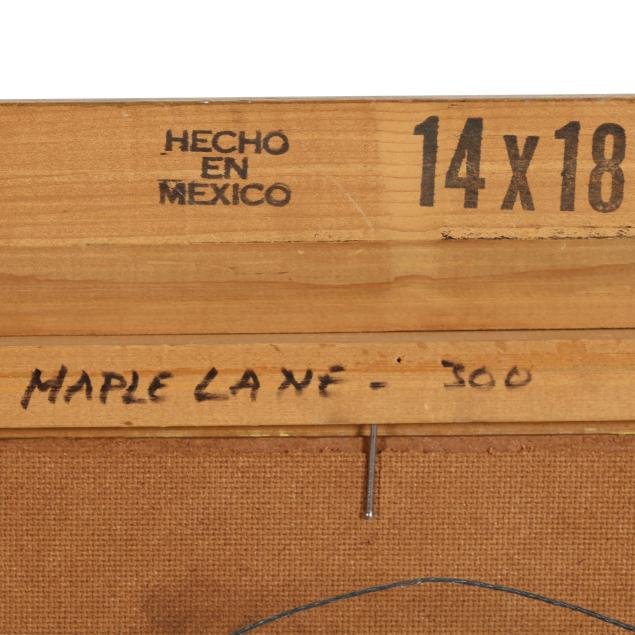 HECHO
EN
MEXICO
14 X 18
MAPLE LANE - 300